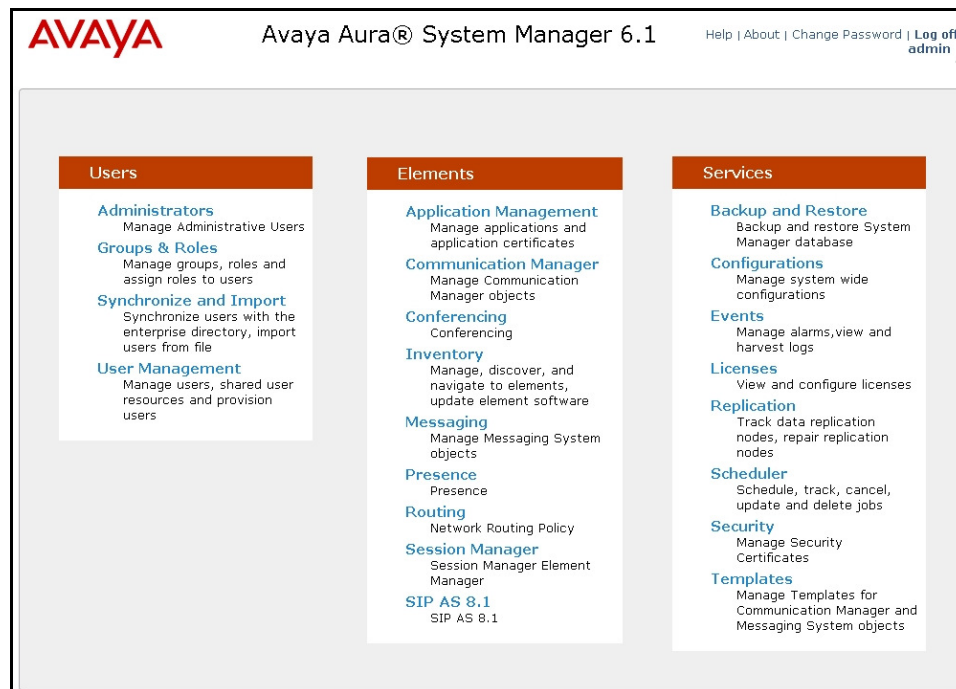 AVAYA
Avaya Aura® System Manager 6.1
Help | About | Change Password | Log off
admin
Users
Administrators
Manage Administrative Users
Groups & Roles
Manage groups, roles and
assign roles to users
Synchronize and Import
Synchronize users with the
enterprise directory, import
users from file
User Management
Manage users, shared user
resources and provision
users
Elements
Application Management
Manage applications and
application certificates
Communication Manager
Manage Communication
Manager objects
Conferencing
Conferencing
Inventory
Manage, discover, and
navigate to elements,
update element software
Messaging
Manage Messaging System
objects
Presence
Presence
Routing
Network Routing Policy
Session Manager
Session Manager Element
Manager
SIP AS 8.1
SIP AS 8.1
Services
Backup and Restore
Backup and restore System
Manager database
Configurations
Manage system wide
configurations
Events
Manage alarms,view and
harvest logs
Licenses
View and configure licenses
Replication
Track data replication
nodes, repair replication
nodes
Scheduler
Schedule, track, cancel,
update and delete jobs
Security
Manage Security
Certificates
Templates
Manage Templates for
Communication Manager and
Messaging System objects